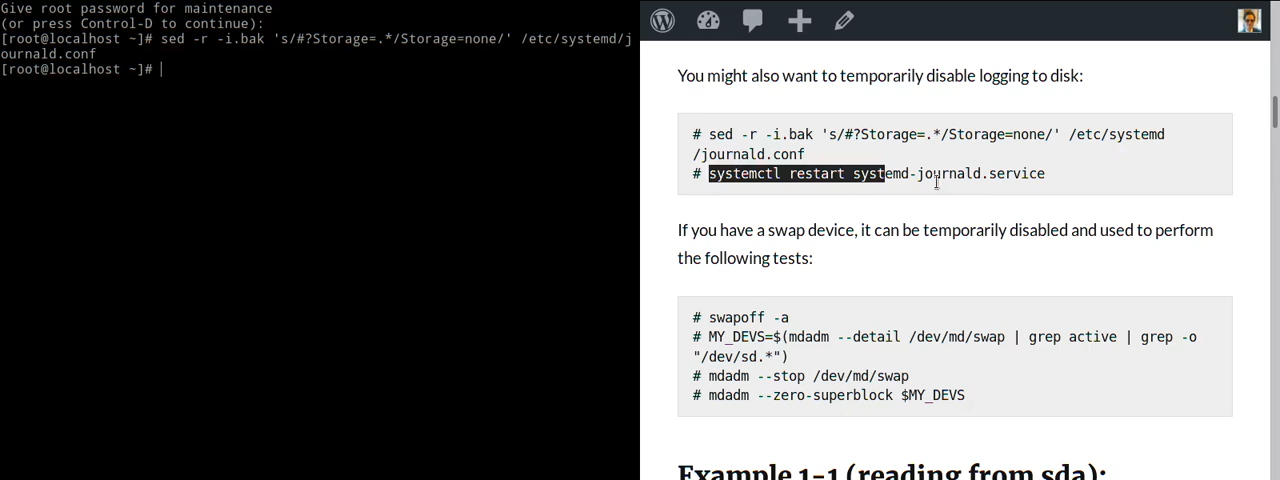 Give root password for maintenance
(or press Control-D to continue):
[root@localhost ~]# sed -r -i.bak 's/#?Storage=.*/Storage=none/' /etc/systemd/j
ournald.conf
[root@localhost ~]#
You might also want to temporarily disable logging to disk:
# sed -r -i.bak 's/#?Storage=.*/Storage=none/' /etc/systemd
/journald.conf
# systemctl restart systemd-journald.service
If you have a swap device, it can be temporarily disabled and used to perform
the following tests:
# swapoff -a
# MY_DEVS=$(mdadm --detail /dev/md/swap | grep active | grep -o
"/dev/sd.*")
# mdadm --stop /dev/md/swap
# mdadm --zero-superblock $MY_DEVS
Example 1-1 (reading from sda):